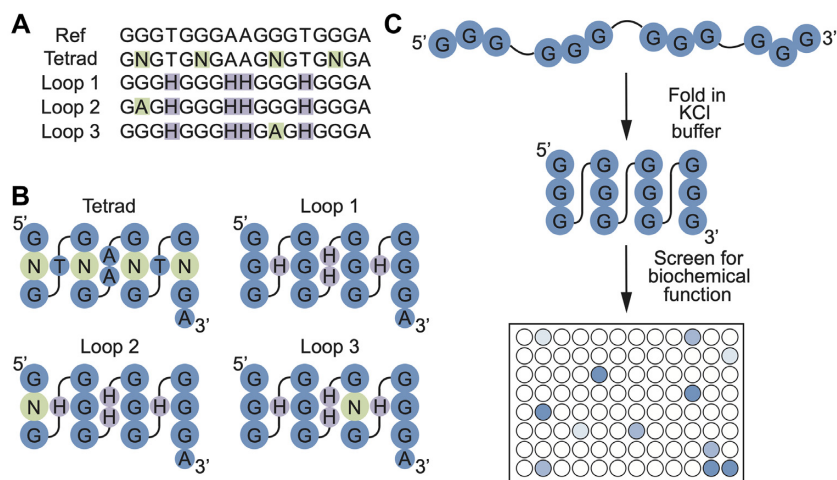 A
Ref GGGTGGGAAGGGTGGGA
Tetrad GNGTGNGAAGNGTGNGA
Loop 1 GGGHGGGHHGGGHGGGA
Loop 2 GAGHGGGHHGGGHGGGA
Loop 3 GGGHGGGHHGAGHGGGA
B
Tetrad
5’
G G G G
N T N A A N T N
G G G G
A 3’
Loop 1
5’
G G G G
G H G H H G H G
G G G G
A 3’
Loop 2
5’
G G G G
N H G H H G H G
G G G G
A 3’
Loop 3
5’
G G G G
G H G H H N H G
G G G G
A 3’
C
5’ G G G G G G G G G G G G 3’
Fold in
KCl
buffer
5’
G G G G
G G G G
G G G G
3’
Screen for
biochemical
function